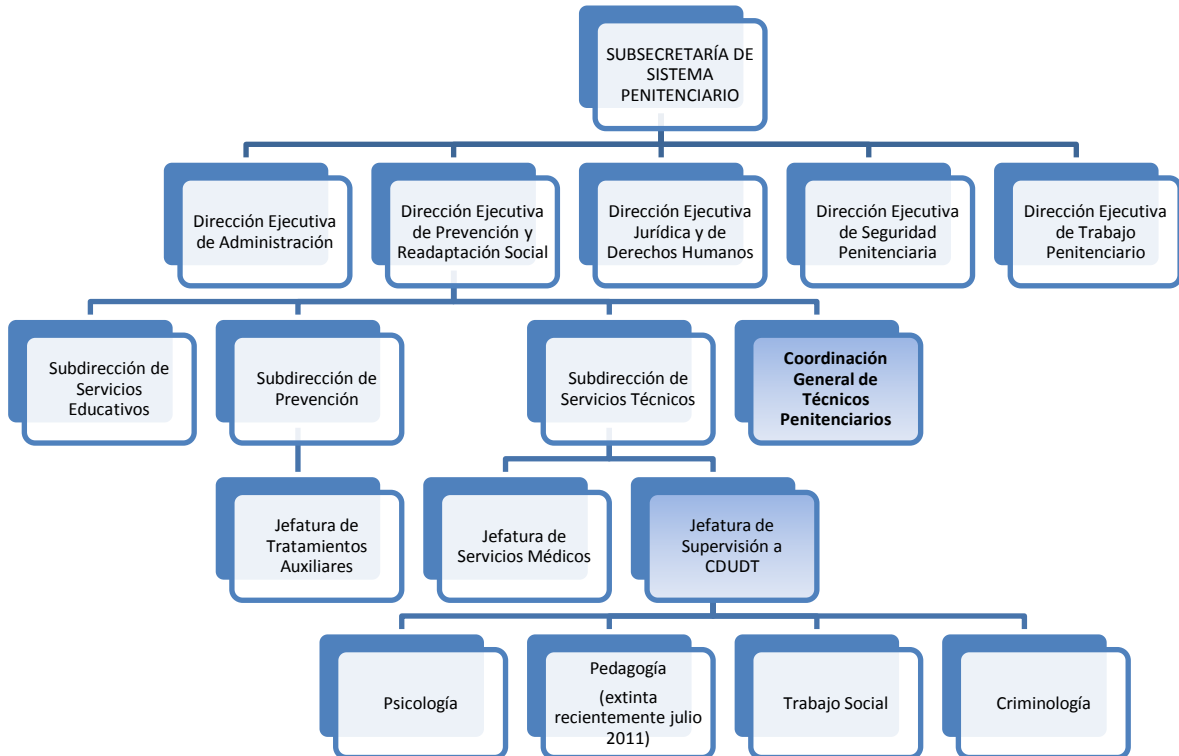 SUBSECRETARÍA DE
SISTEMA
PENITENCIARIO
Dirección Ejecutiva
de Administración
Dirección Ejecutiva
de Prevención y
Readaptación Social
Dirección Ejecutiva
Jurídica y de
Derechos Humanos
Dirección Ejecutiva
de Seguridad
Penitenciaria
Dirección Ejecutiva
de Trabajo
Penitenciario
Subdirección de
Servicios
Educativos
Subdirección de
Prevención
Subdirección de
Servicios Técnicos
Coordinación
General de
Técnicos
Penitenciarios
Jefatura de
Tratamientos
Auxiliares
Jefatura de
Servicios Médicos
Jefatura de
Supervisión a
CDUDT
Psicología
Pedagogía
(extinta
recientemente julio
2011)
Trabajo Social
Criminología